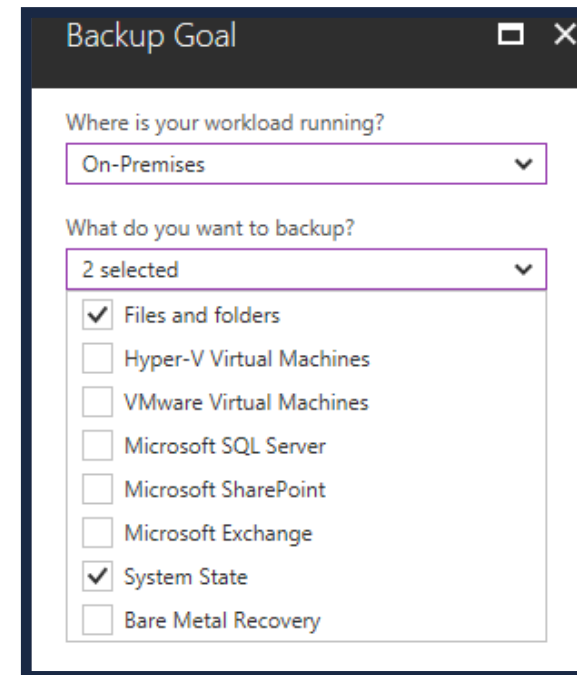 Backup Goal
Where is your workload running?
On-Premises
What do you want to backup?
2 selected
Files and folders
Hyper-V Virtual Machines
VMware Virtual Machines
Microsoft SQL Server
Microsoft SharePoint
Microsoft Exchange
System State
Bare Metal Recovery